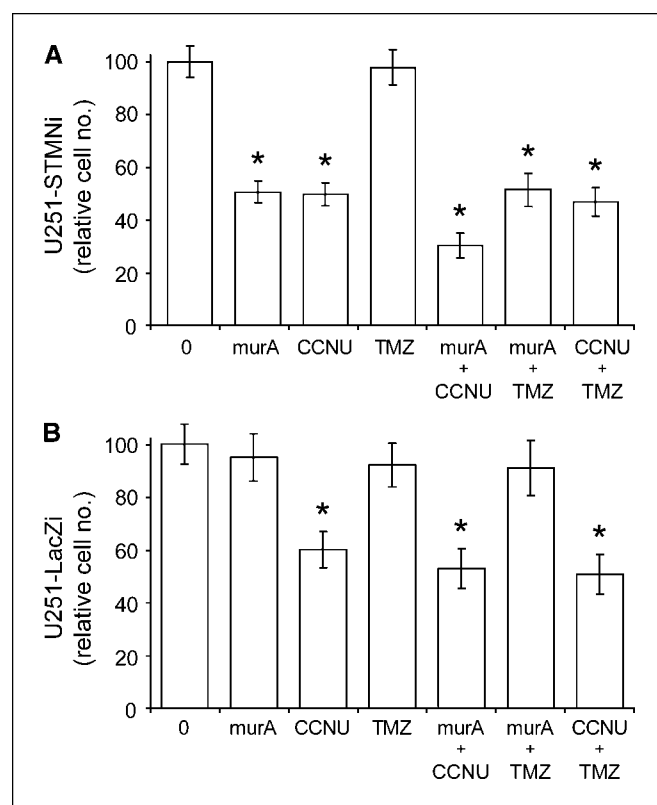 A
U251-STMNi
(relative cell no.)
100
80
60
40
20
0
* * * * *
0 murA CCNU TMZ murA + CCNU murA + TMZ CCNU + TMZ
B
U251-LacZi
(relative cell no.)
100
80
60
40
20
0
* * *
0 murA CCNU TMZ murA + CCNU murA + TMZ CCNU + TMZ